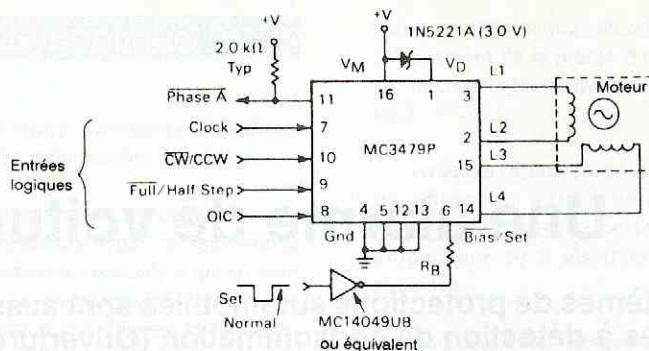 +V
+V
1N5221A (3 0 V)
2.0 kΩ
Typ
VM
VD
L1
Moteur
Phase A
11
16
1
3
Clock
7
L2
2
MC3479P
Entrées
logiques
CW/CCW
10
L3
15
Full/Half Step
9
L4
OIC
8
4
5
12
13
6
14
Gnd
Bias/Set
RB
Set
Normal
MC14049UB
ou équivalent